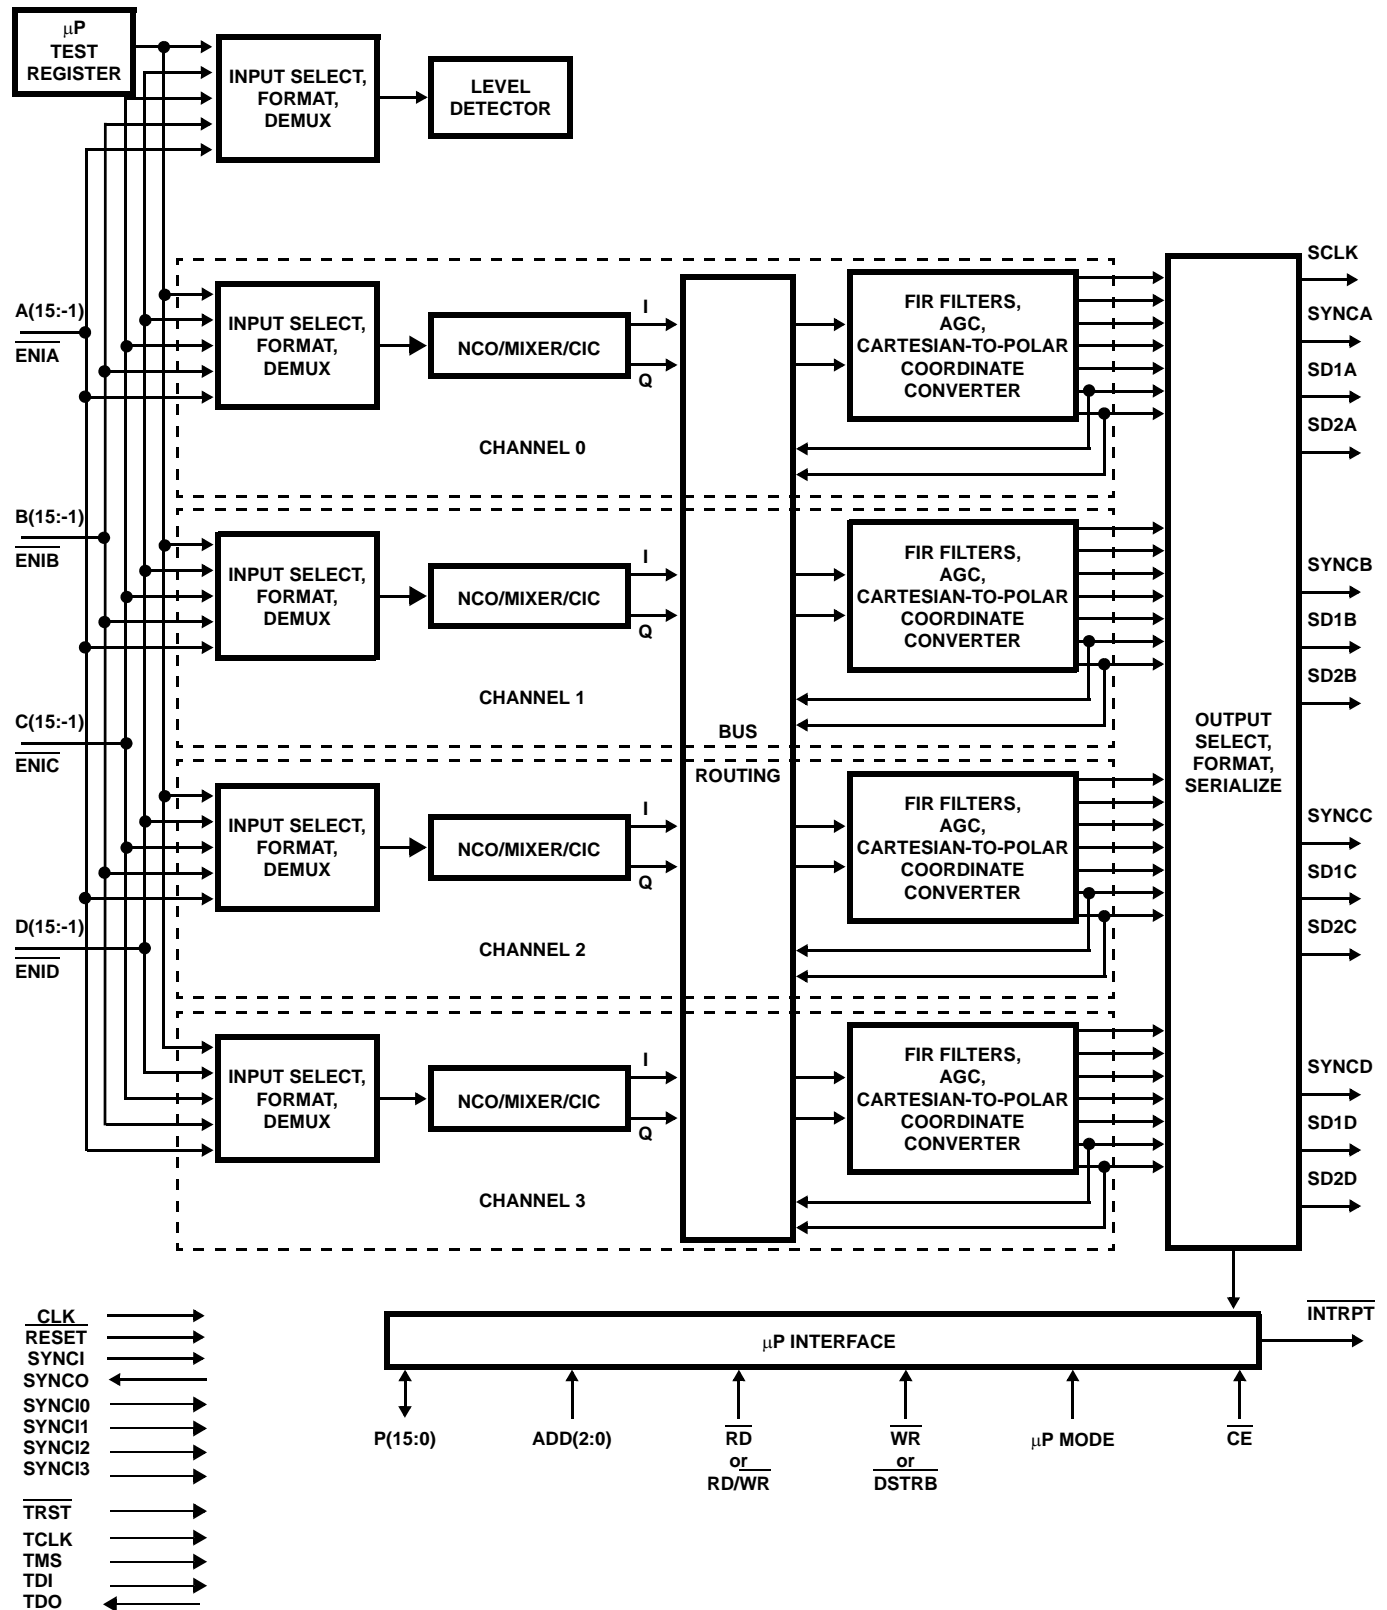 μP
TEST
REGISTER
INPUT SELECT,
FORMAT,
DEMUX
LEVEL
DETECTOR
A(15:-1)
ENIA
INPUT SELECT,
FORMAT,
DEMUX
NCO/MIXER/CIC
I
Q
FIR FILTERS,
AGC,
CARTESIAN-TO-POLAR
COORDINATE
CONVERTER
CHANNEL 0
SCLK
SYNCA
SD1A
SD2A
B(15:-1)
ENIB
INPUT SELECT,
FORMAT,
DEMUX
NCO/MIXER/CIC
I
Q
FIR FILTERS,
AGC,
CARTESIAN-TO-POLAR
COORDINATE
CONVERTER
CHANNEL 1
SYNCB
SD1B
SD2B
BUS
ROUTING
OUTPUT
SELECT,
FORMAT,
SERIALIZE
C(15:-1)
ENIC
INPUT SELECT,
FORMAT,
DEMUX
NCO/MIXER/CIC
I
Q
FIR FILTERS,
AGC,
CARTESIAN-TO-POLAR
COORDINATE
CONVERTER
CHANNEL 2
SYNCC
SD1C
SD2C
D(15:-1)
ENID
INPUT SELECT,
FORMAT,
DEMUX
NCO/MIXER/CIC
I
Q
FIR FILTERS,
AGC,
CARTESIAN-TO-POLAR
COORDINATE
CONVERTER
CHANNEL 3
SYNCD
SD1D
SD2D
CLK
RESET
SYNCI
SYNCO
SYNCI0
SYNCI1
SYNCI2
SYNCI3
TRST
TCLK
TMS
TDI
TDO
μP INTERFACE
INTRPT
P(15:0)
ADD(2:0)
RD
or
RD/WR
WR
or
DSTRB
μP MODE
CE